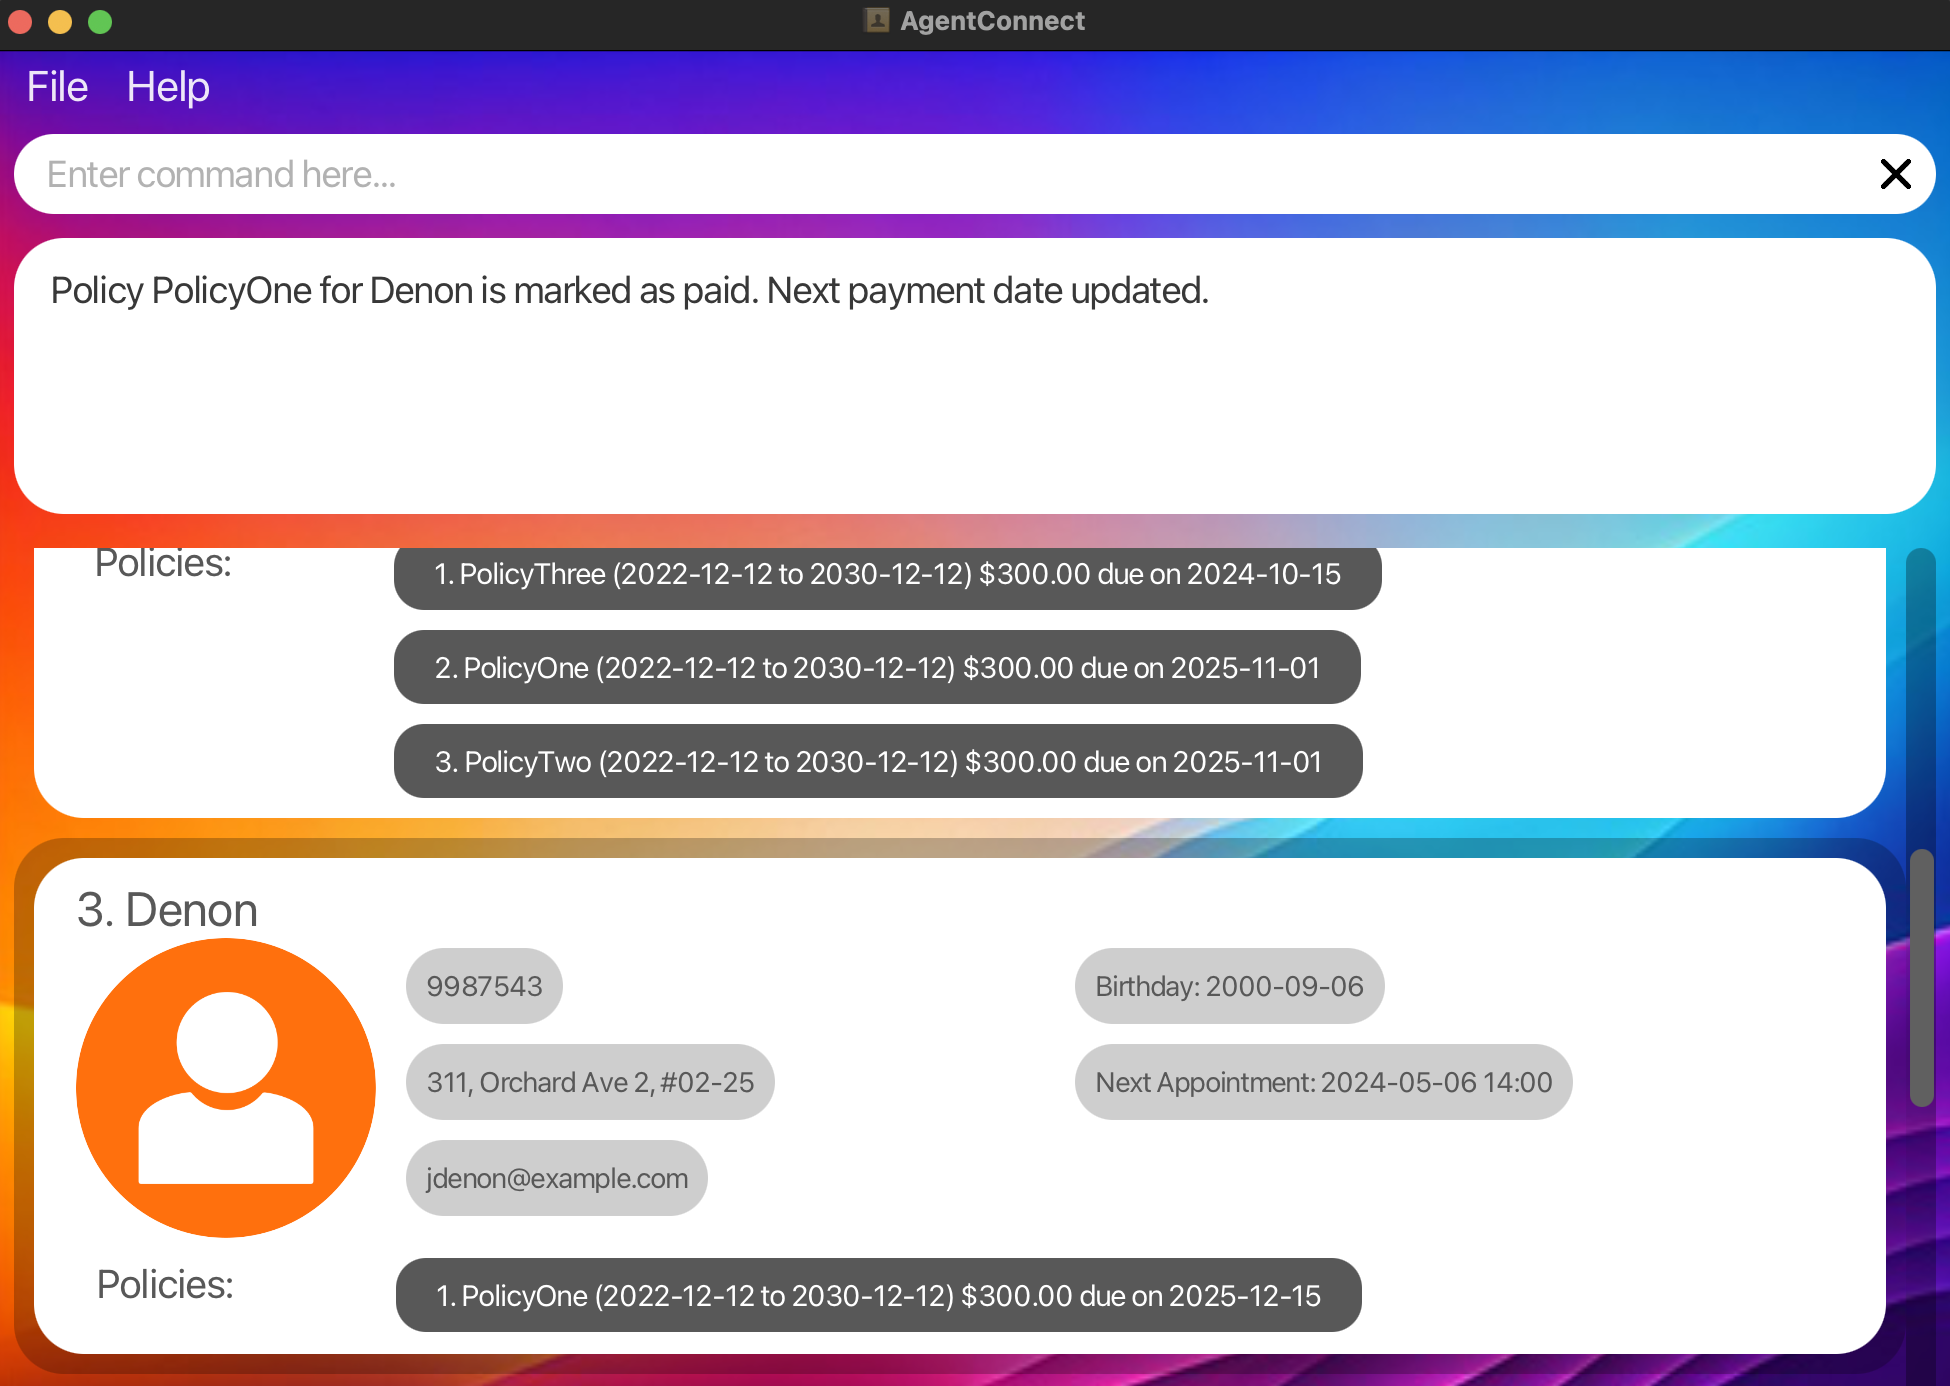 AgentConnect
File Help
Enter command here...
Policy PolicyOne for Denon is marked as paid. Next payment date updated.
Policies:
1. PolicyThree (2022-12-12 to 2030-12-12) $300.00 due on 2024-10-15
2. PolicyOne (2022-12-12 to 2030-12-12) $300.00 due on 2025-11-01
3. PolicyTwo (2022-12-12 to 2030-12-12) $300.00 due on 2025-11-01
3. Denon
9987543
Birthday: 2000-09-06
311, Orchard Ave 2, #02-25
Next Appointment: 2024-05-06 14:00
jdenon@example.com
Policies:
1. PolicyOne (2022-12-12 to 2030-12-12) $300.00 due on 2025-12-15